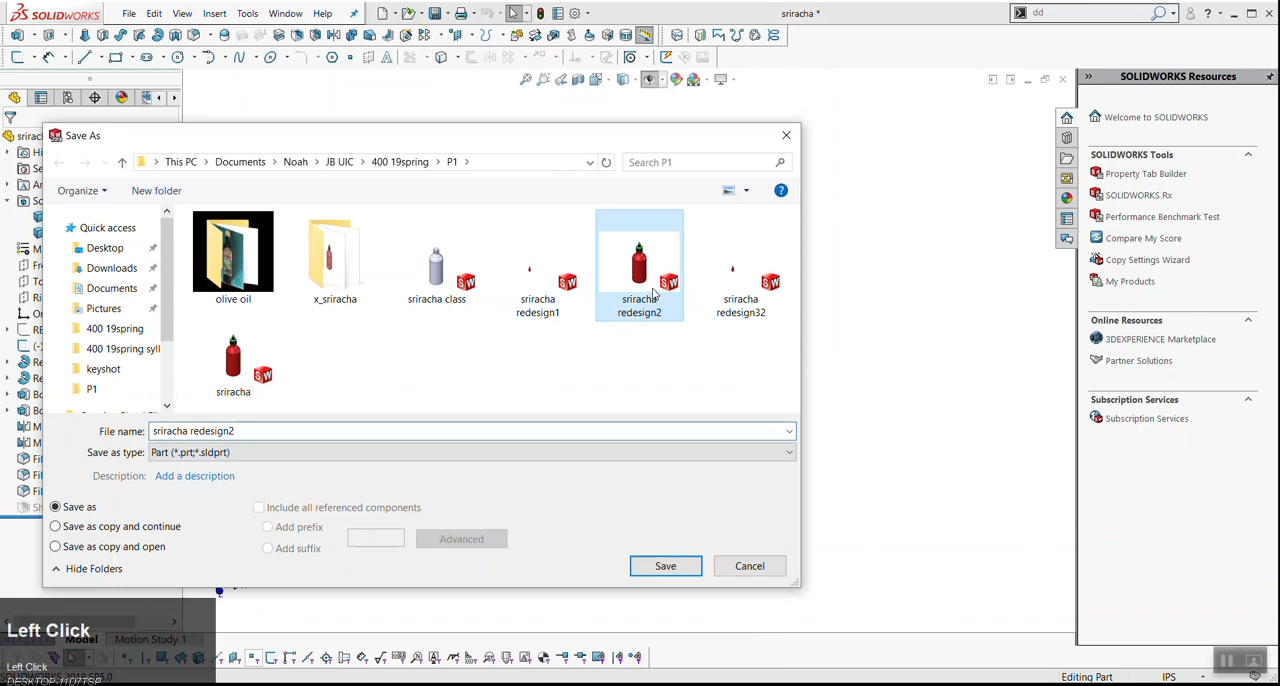 SOLIDWORKS File Edit View Insert Tools Window Help sriracha * dd
SOLIDWORKS Resources
Save As
This PC > Documents > Noah > JB UIC > 400 19spring > P1 > Search P1
Organize New folder
Quick access
Desktop
Downloads
Documents
Pictures
400 19spring
400 19spring syll
keyshot
P1
olive oil
x_sriracha
sriracha class
sriracha
redesign1
sriracha
redesign2
sriracha
redesign32
sriracha
File name: sriracha redesign2
Save as type: Part (*.prt;*.sldprt)
Description: Add a description
Save as
Save as copy and continue
Save as copy and open
Include all referenced components
Add prefix
Add suffix
Advanced
Hide Folders
Save Cancel
Welcome to SOLIDWORKS
SOLIDWORKS Tools
Property Tab Builder
SOLIDWORKS Rx
Performance Benchmark Test
Compare My Score
Copy Settings Wizard
My Products
Online Resources
3DEXPERIENCE Marketplace
Partner Solutions
Subscription Services
Subscription Services
Left Click
Model Motion Study 1
Left Click
DESKTOP-11D7TSP
Editing Part IPS